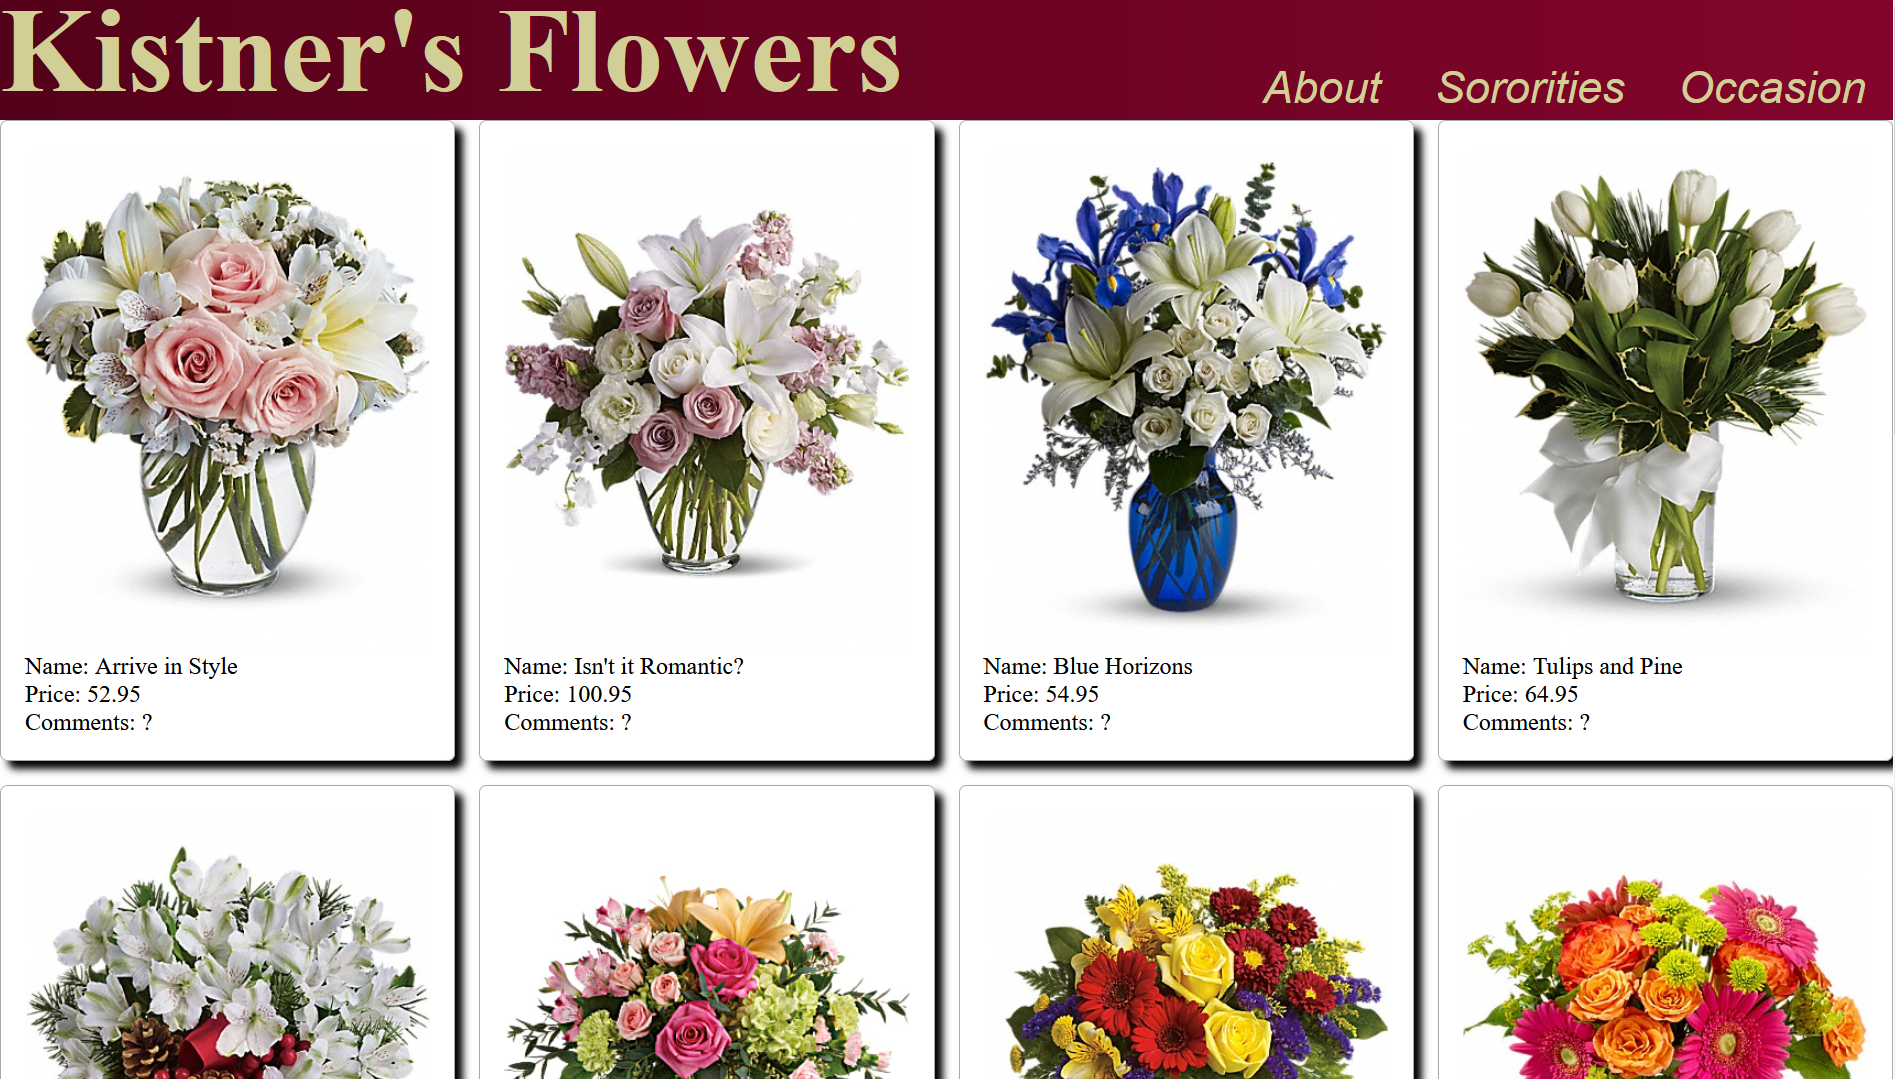 Kistner's Flowers
About Sororities Occasion
Name: Arrive in Style
Price: 52.95
Comments: ?
Name: Isn't it Romantic?
Price: 100.95
Comments: ?
Name: Blue Horizons
Price: 54.95
Comments: ?
Name: Tulips and Pine
Price: 64.95
Comments: ?